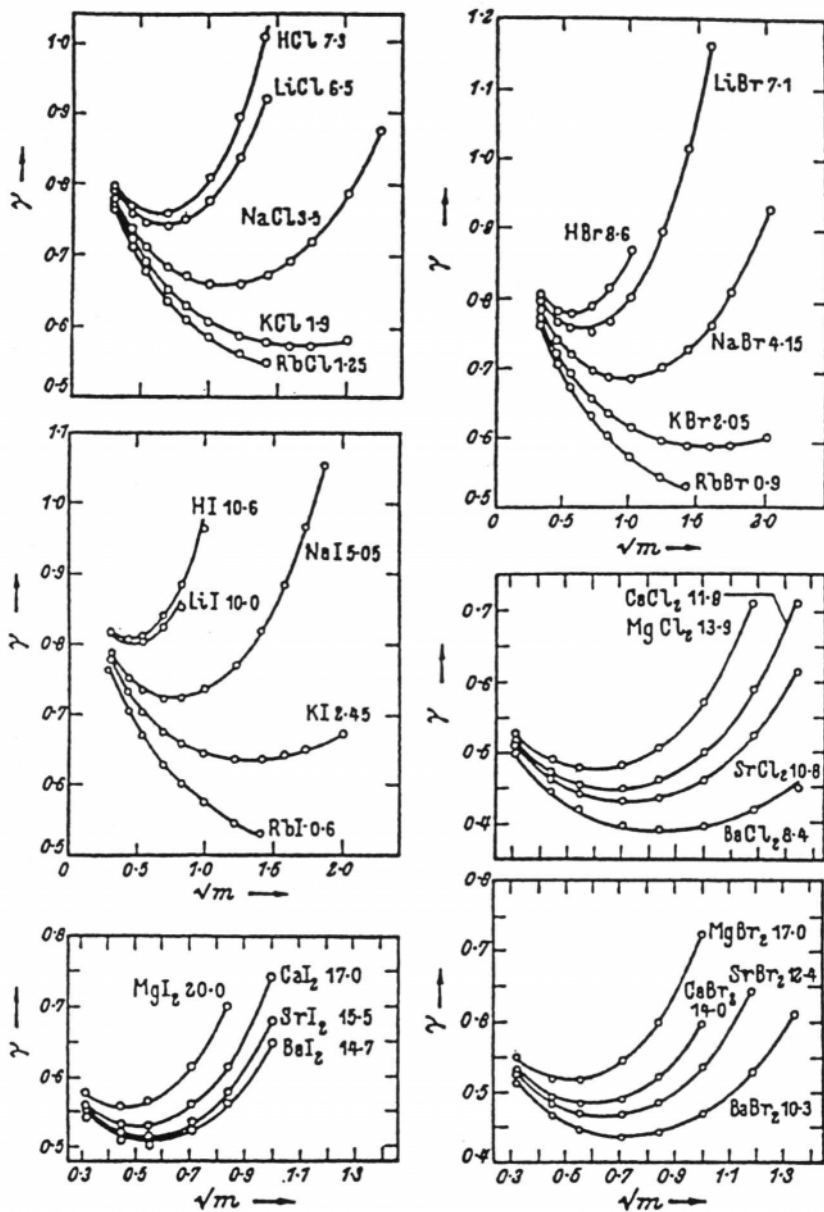 1·0
0·9
0·8
0·7
0·6
0·5
γ
HCl 7·3
LiCl 6·5
NaCl 3·5
KCl 1·9
RbCl 1·25
1·2
1·1
1·0
0·9
0·8
0·7
0·6
0·5
γ
LiBr 7·1
HBr 8·6
NaBr 4·15
KBr 2·05
RbBr 0·9
0 0·5 1·0 1·5 2·0
√m
1·7
1·0
0·9
0·8
0·7
0·6
0·5
γ
HI 10·6
NaI 5·05
LiI 10·0
KI 2·45
RbI·0·6
0 0·5 1·0 1·5 2·0
√m
0·7
0·6
0·5
0·4
γ
CaCl₂ 11·8
MgCl₂ 13·9
SrCl₂ 10·8
BaCl₂ 8·4
0·8
0·7
0·6
0·5
γ
MgI₂ 20·0
CaI₂ 17·0
SrI₂ 15·5
BaI₂ 14·7
0·3 0·5 0·7 0·9 1·1 1·3
√m
0·8
0·7
0·6
0·5
0·4
γ
MgBr₂ 17·0
SrBr₂ 12·4
CaBr₂
14·0
BaBr₂ 10·3
0·3 0·5 0·7 0·9 1·1 1·3
√m